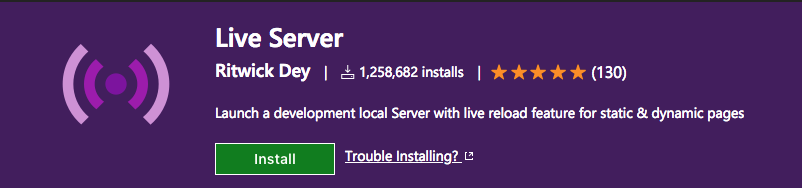 Live Server
Ritwick Dey | 1,258,682 installs | (130)
Launch a development local Server with live reload feature for static & dynamic pages
Install Trouble Installing?